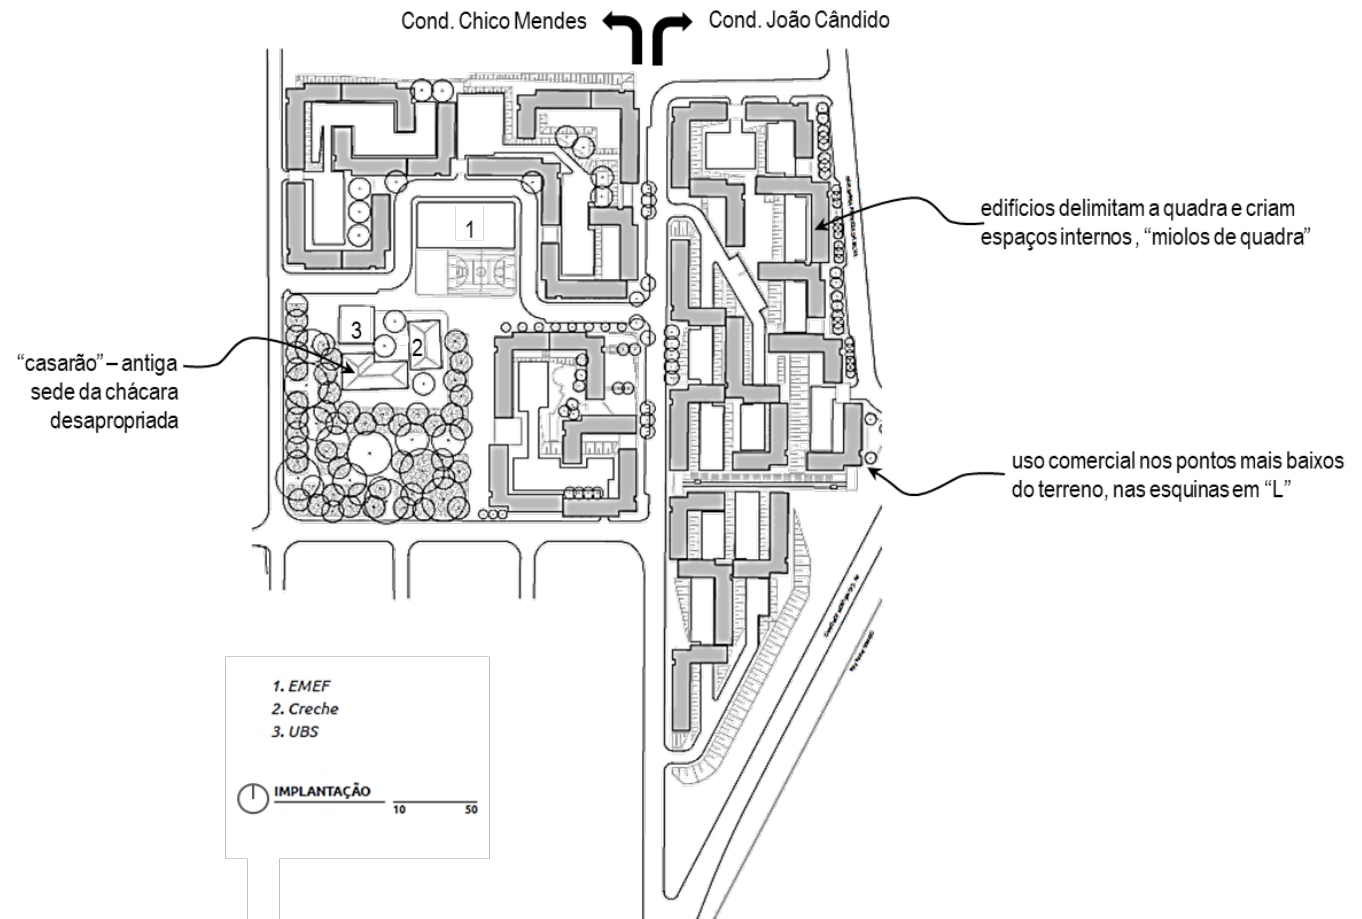 Cond. Chico Mendes
Cond. João Cândido
edifícios delimitam a quadra e criam
espaços internos , “miolos de quadra”
1
3
2
“casarão” – antiga
sede da chácara
desapropriada
uso comercial nos pontos mais baixos
do terreno, nas esquinas em “L”
1. EMEF
2. Creche
3. UBS
IMPLANTAÇÃO
10 50